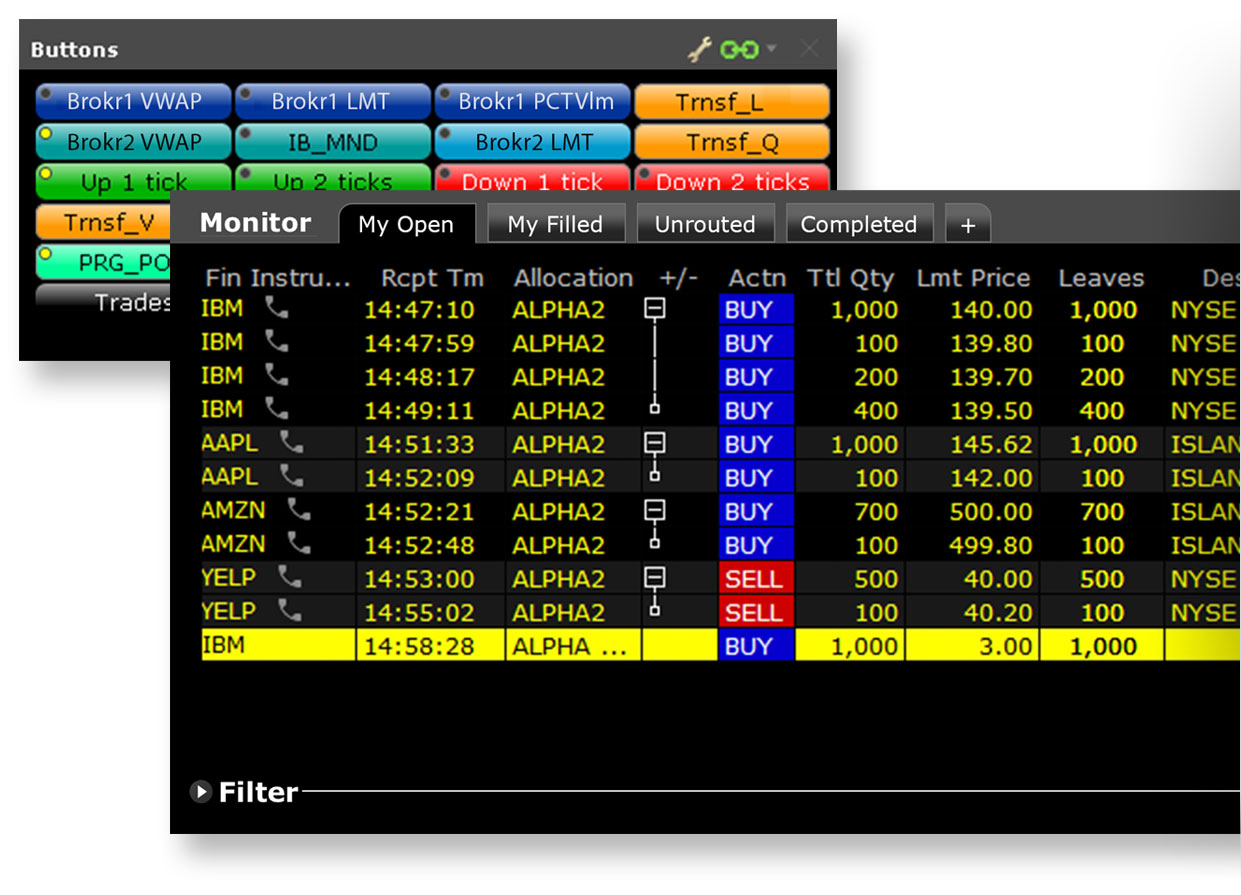 Buttons
Brokr1 VWAP Brokr1 LMT Brokr1 PCTVlm Trnsf_L
Brokr2 VWAP IB_MND Brokr2 LMT Trnsf_Q
Up 1 tick Up 2 ticks Down 1 tick Down 2 ticks
Trnsf_V
PRG_PO
Trades
Monitor My Open My Filled Unrouted Completed +
Fin Instru... Rcpt Tm Allocation +/- Actn Ttl Qty Lmt Price Leaves Des
IBM 14:47:10 ALPHA2 BUY 1,000 140.00 1,000 NYSE
IBM 14:47:59 ALPHA2 BUY 100 139.80 100 NYSE
IBM 14:48:17 ALPHA2 BUY 200 139.70 200 NYSE
IBM 14:49:11 ALPHA2 BUY 400 139.50 400 NYSE
AAPL 14:51:33 ALPHA2 BUY 1,000 145.62 1,000 ISLAN
AAPL 14:52:09 ALPHA2 BUY 100 142.00 100 ISLAN
AMZN 14:52:21 ALPHA2 BUY 700 500.00 700 ISLAN
AMZN 14:52:48 ALPHA2 BUY 100 499.80 100 ISLAN
YELP 14:53:00 ALPHA2 SELL 500 40.00 500 NYSE
YELP 14:55:02 ALPHA2 SELL 100 40.20 100 NYSE
IBM 14:58:28 ALPHA ... BUY 1,000 3.00 1,000
Filter